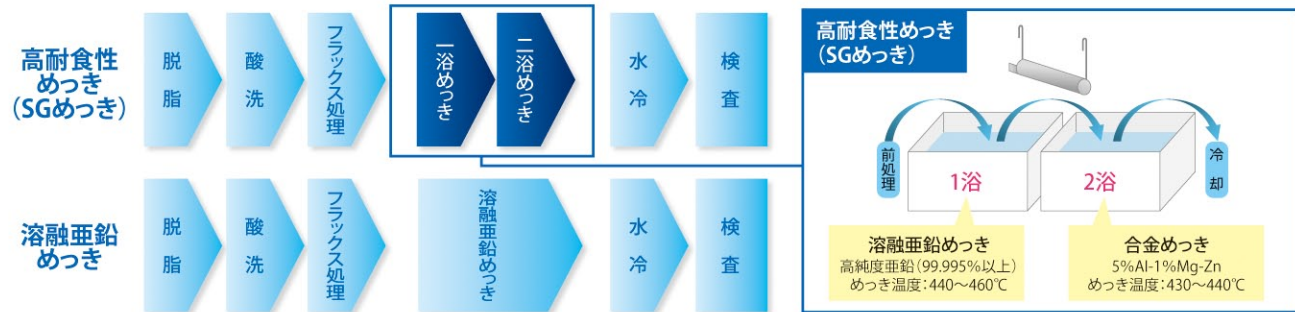 高耐食性
めっき
（SGめっき）
脱脂
酸洗
フラックス処理
一浴めっき
二浴めっき
水冷
検査
溶融亜鉛
めっき
脱脂
酸洗
フラックス処理
溶融亜鉛めっき
水冷
検査
高耐食性めっき
（SGめっき）
前処理
1浴
2浴
冷却
溶融亜鉛めっき
高純度亜鉛（99.995%以上）
めっき温度：440〜460℃
合金めっき
5%Al-1%Mg-Zn
めっき温度：430〜440℃